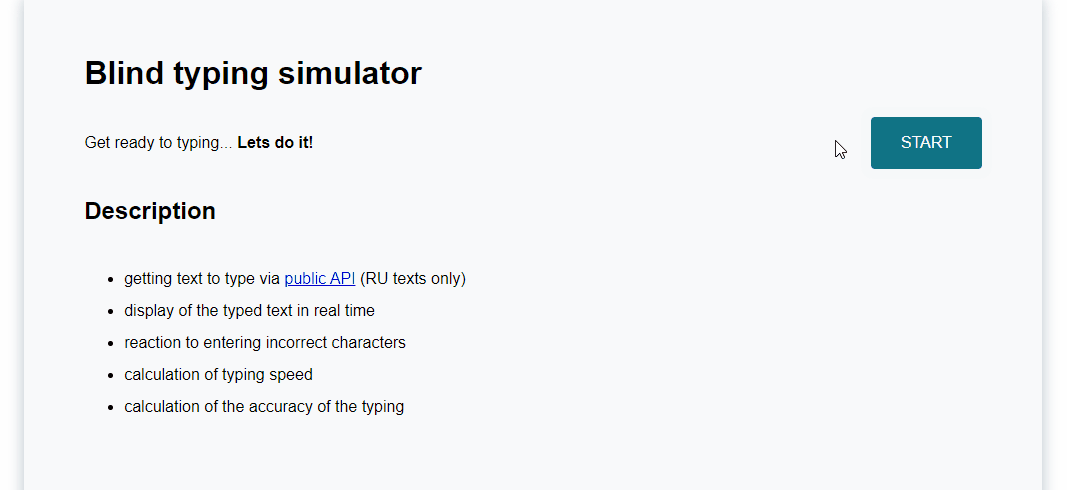 Blind typing simulator
Get ready to typing... Lets do it!
START
Description
getting text to type via public API (RU texts only)
display of the typed text in real time
reaction to entering incorrect characters
calculation of typing speed
calculation of the accuracy of the typing